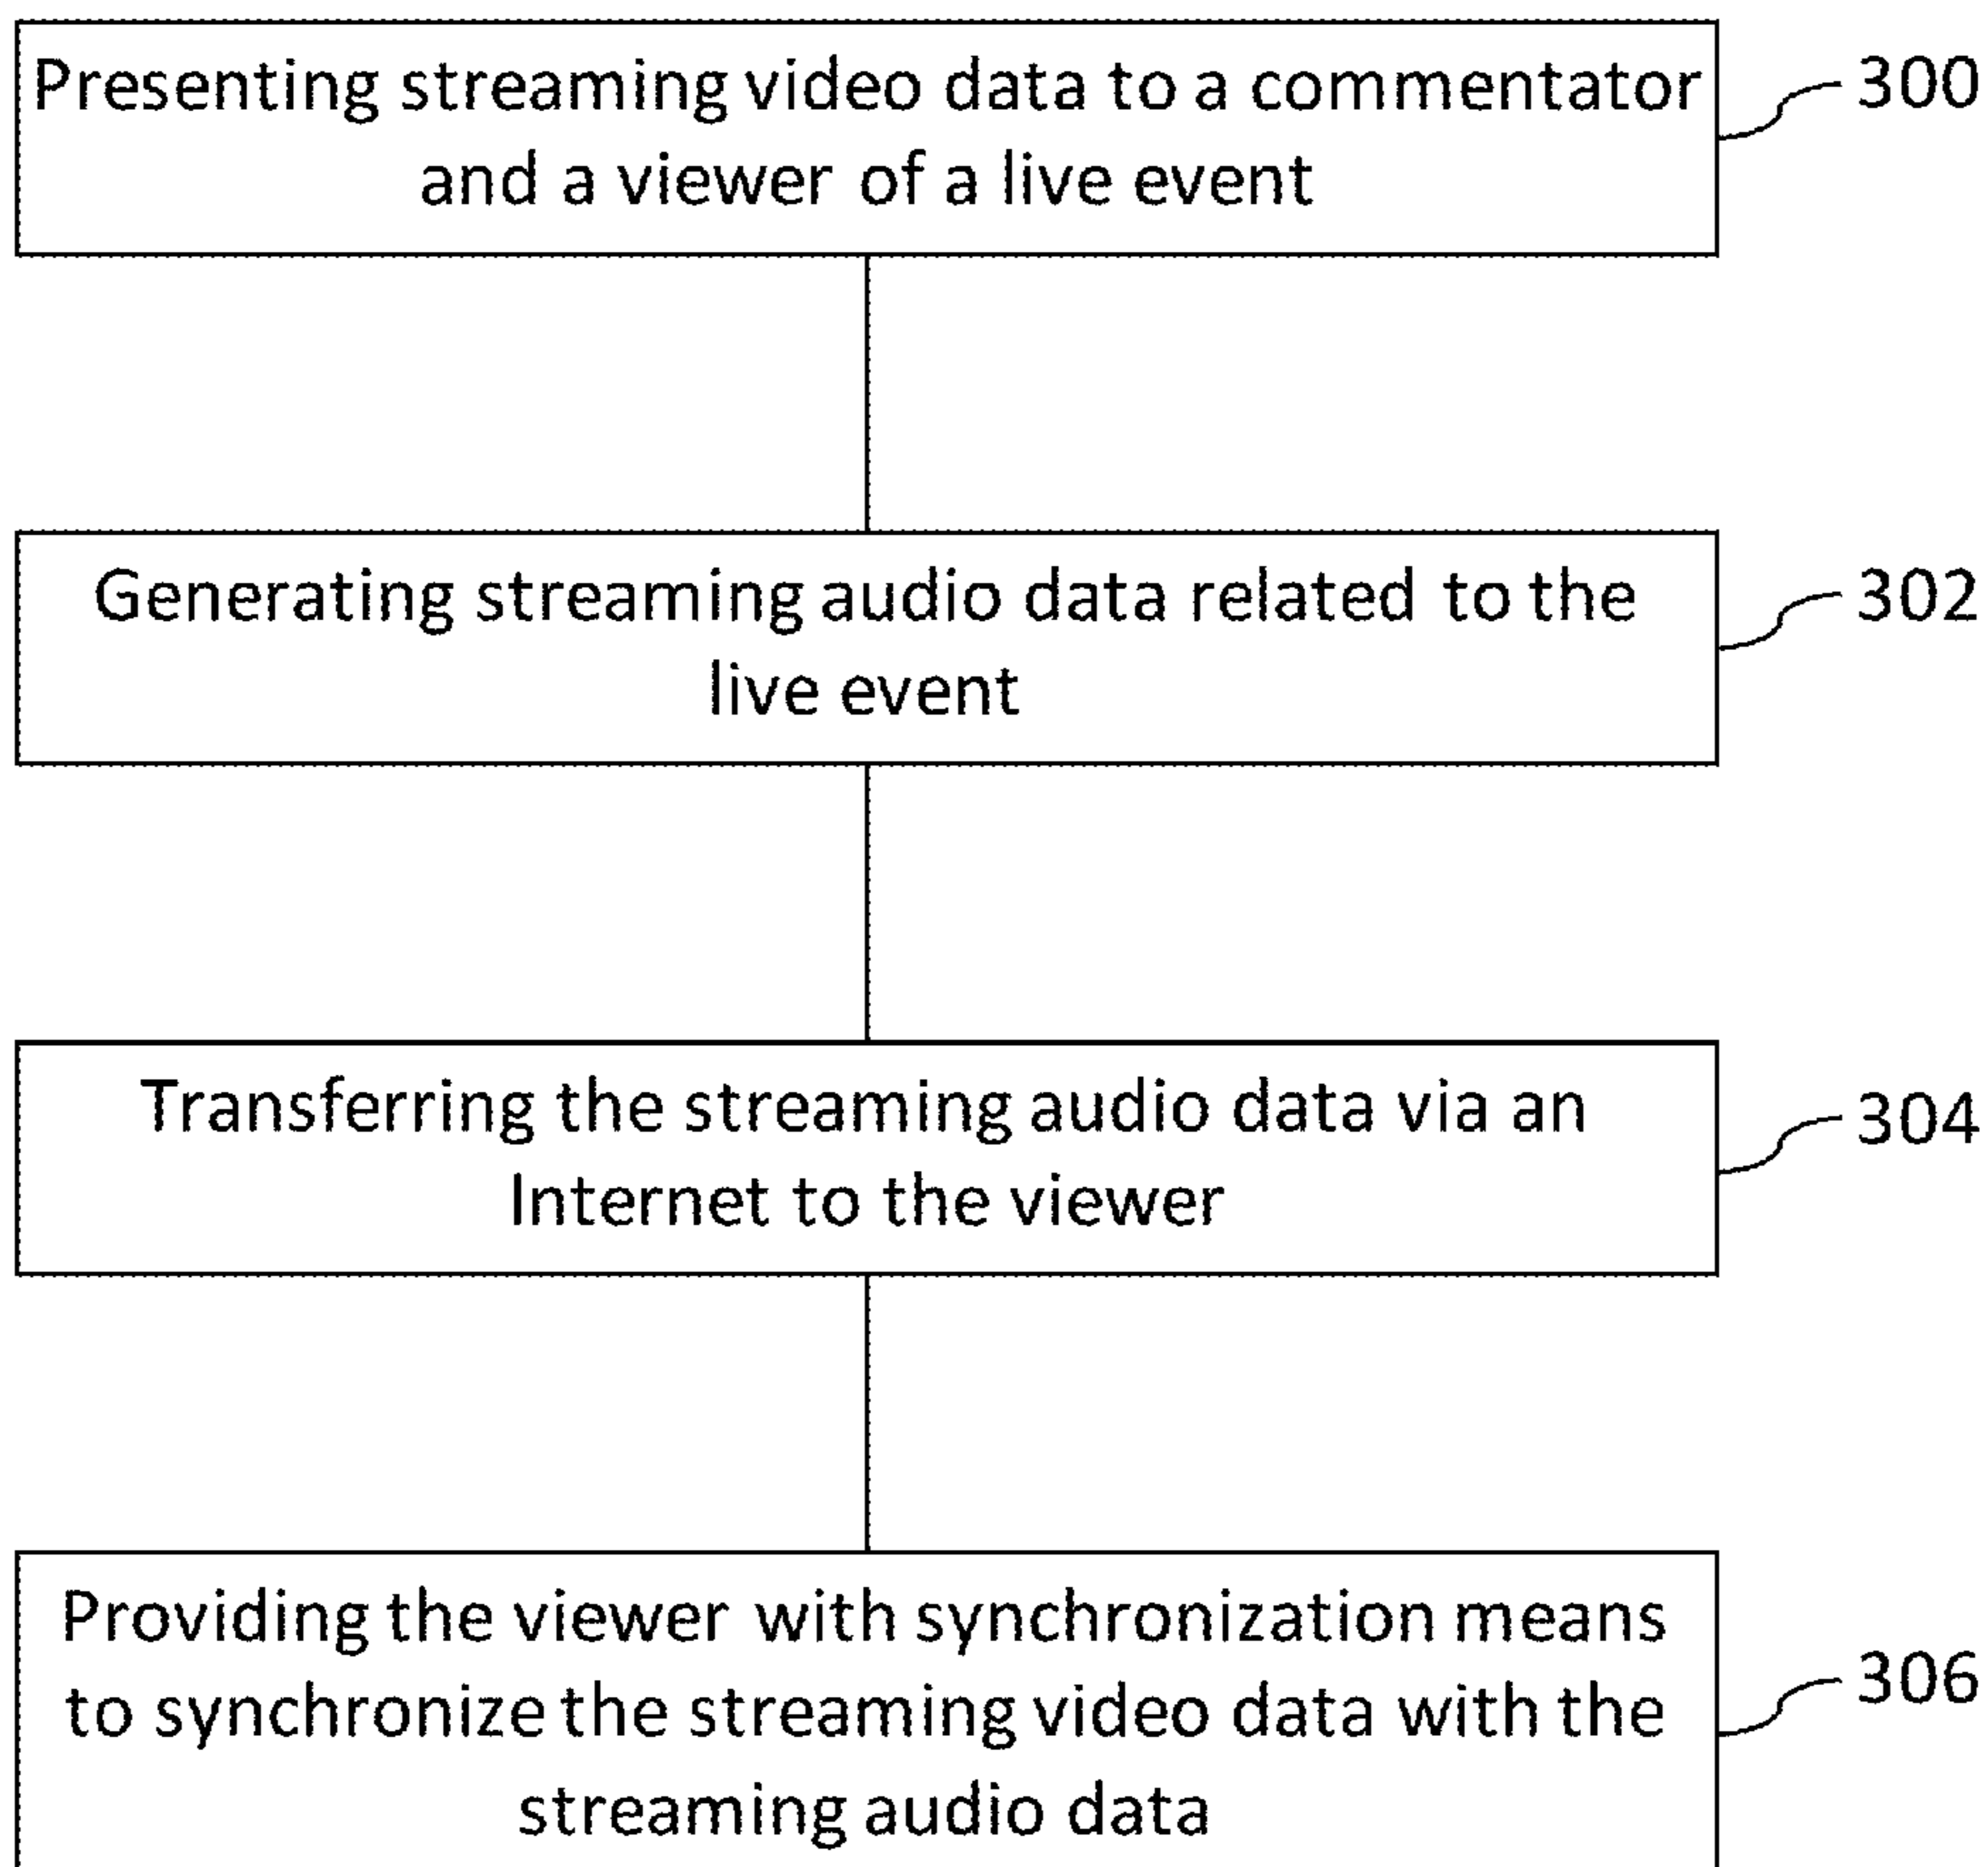 Presenting streaming video data to a commentator
and a viewer of a live event
300
Generating streaming audio data related to the
live event
302
Transferring the streaming audio data via an
Internet to the viewer
304
Providing the viewer with synchronization means
to synchronize the streaming video data with the
streaming audio data
306